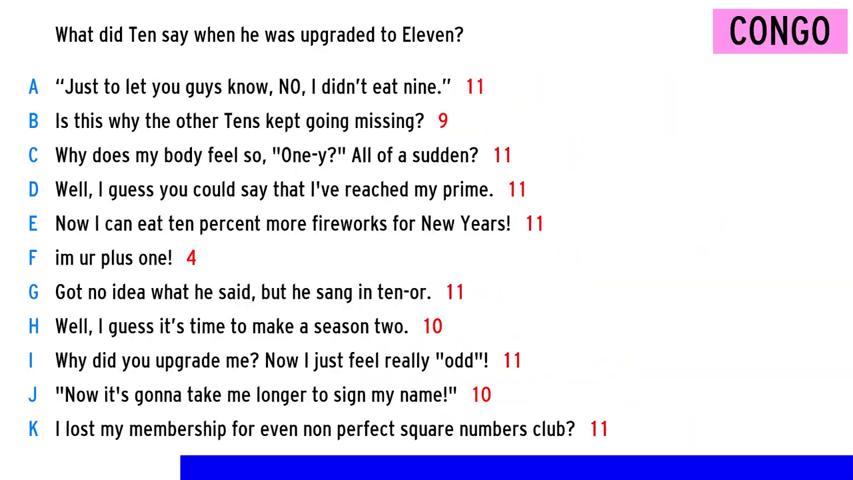 What did Ten say when he was upgraded to Eleven?
CONGO
A “Just to let you guys know, NO, I didn’t eat nine.” 11
B Is this why the other Tens kept going missing? 9
C Why does my body feel so, "One-y?" All of a sudden? 11
D Well, I guess you could say that I've reached my prime. 11
E Now I can eat ten percent more fireworks for New Years! 11
F im ur plus one! 4
G Got no idea what he said, but he sang in ten-or. 11
H Well, I guess it’s time to make a season two. 10
I Why did you upgrade me? Now I just feel really "odd"! 11
J "Now it's gonna take me longer to sign my name!" 10
K I lost my membership for even non perfect square numbers club? 11